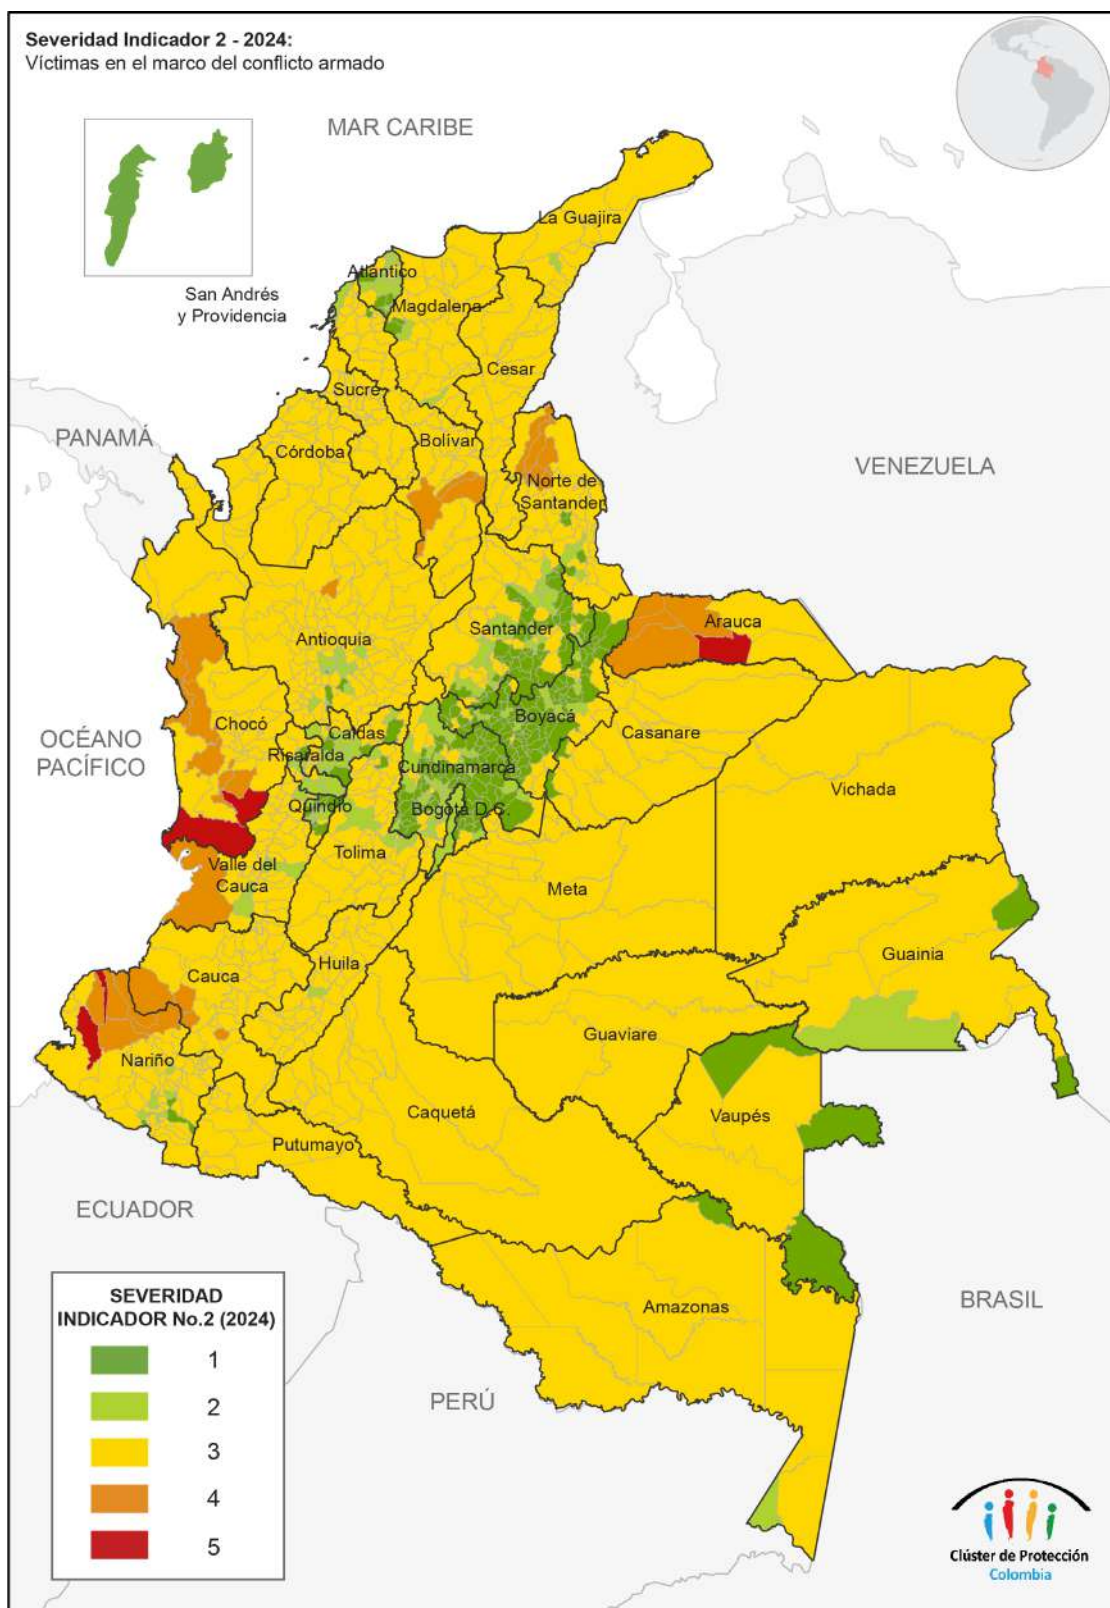 Severidad Indicador 2 - 2024:
Víctimas en el marco del conflicto armado
MAR CARIBE
La Guajira
Atlántico
San Andrés
y Providencia
Magdalena
Cesar
Sucre
PANAMÁ
Córdoba
Bolívar
VENEZUELA
Norte de
Santander
Antioquia
Santander
Arauca
OCÉANO
PACÍFICO
Chocó
Caldas
Boyacá
Casanare
Risaralda
Cundinamarca
Vichada
Quindío
Bogotá D.C.
Tolima
Valle del
Cauca
Meta
Cauca
Huila
Guainia
Guaviare
Nariño
Caquetá
Vaupés
Putumayo
ECUADOR
Amazonas
BRASIL
PERÚ
SEVERIDAD
INDICADOR No.2 (2024)
1
2
3
4
5
Clúster de Protección
Colombia